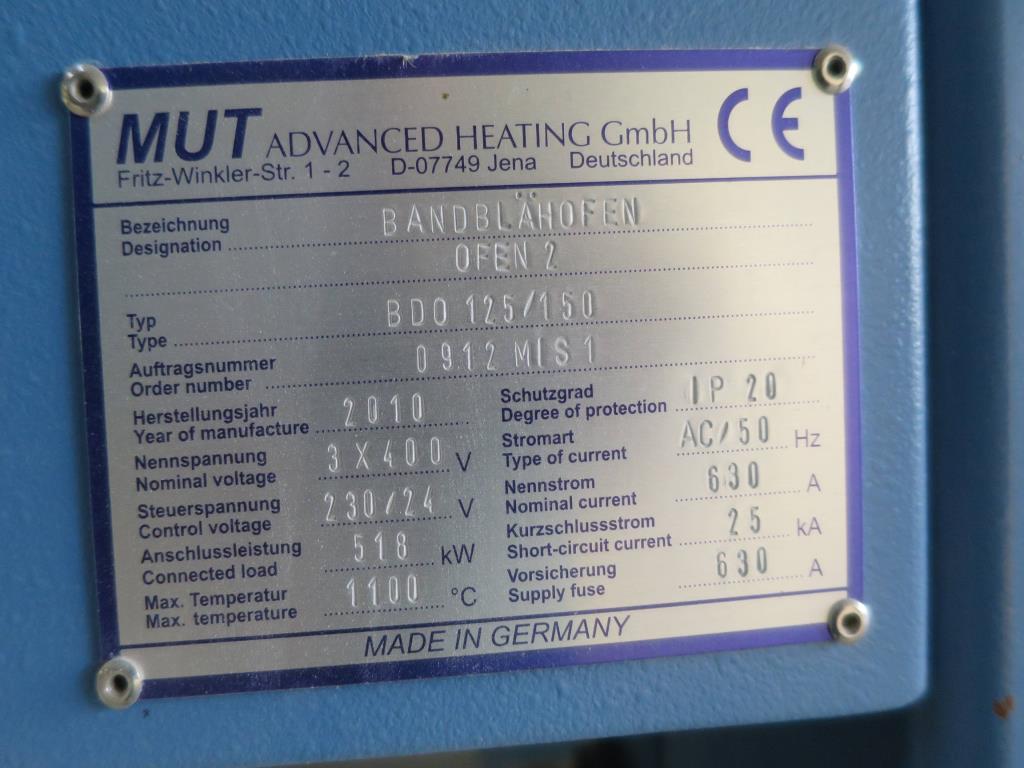 MUT ADVANCED HEATING GmbH CE
Fritz-Winkler-Str. 1 - 2 D-07749 Jena Deutschland
Bezeichnung
Designation BANDBLÄHOFEN
OFEN 2
Typ
Type BDO 125/150
Auftragsnummer
Order number 0912 MIS1
Herstellungsjahr
Year of manufacture 2010
Nennspannung
Nominal voltage 3 X 400 V
Steuerspannung
Control voltage 230/24 V
Anschlussleistung
Connected load 518 kW
Max. Temperatur
Max. temperature 1100 °C
Schutzgrad
Degree of protection IP 20
Stromart
Type of current AC/50 Hz
Nennstrom
Nominal current 630 A
Kurzschlussstrom
Short-circuit current 25 kA
Vorsicherung
Supply fuse 630 A
MADE IN GERMANY